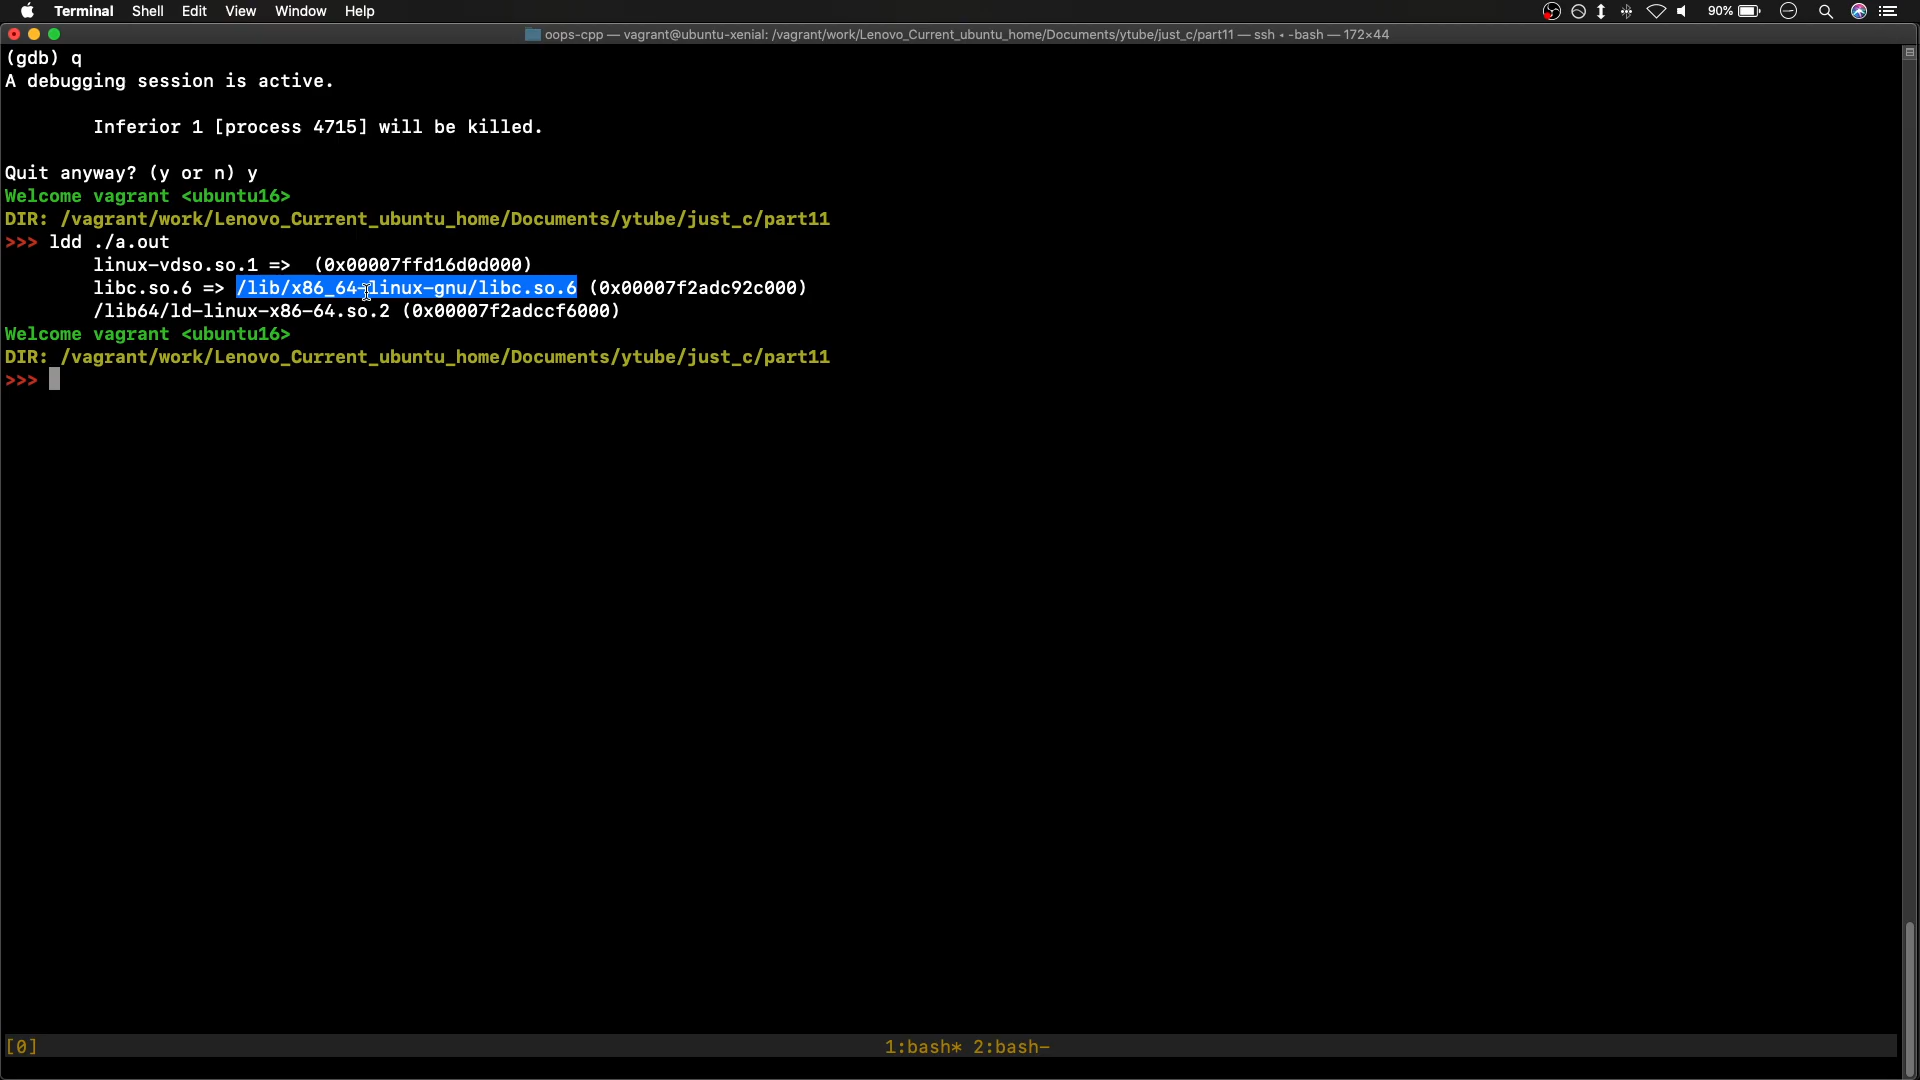 Terminal Shell Edit View Window Help 90%
oops-cpp — vagrant@ubuntu-xenial: /vagrant/work/Lenovo_Current_ubuntu_home/Documents/ytube/just_c/part11 — ssh ◂ -bash — 172×44
(gdb) q
A debugging session is active.
Inferior 1 [process 4715] will be killed.
Quit anyway? (y or n) y
Welcome vagrant <ubuntu16>
DIR: /vagrant/work/Lenovo_Current_ubuntu_home/Documents/ytube/just_c/part11
>>> ldd ./a.out
linux-vdso.so.1 =>  (0x00007ffd16d0d000)
libc.so.6 => /lib/x86_64-linux-gnu/libc.so.6 (0x00007f2adc92c000)
/lib64/ld-linux-x86-64.so.2 (0x00007f2adccf6000)
Welcome vagrant <ubuntu16>
DIR: /vagrant/work/Lenovo_Current_ubuntu_home/Documents/ytube/just_c/part11
>>>
[0] 1:bash* 2:bash-